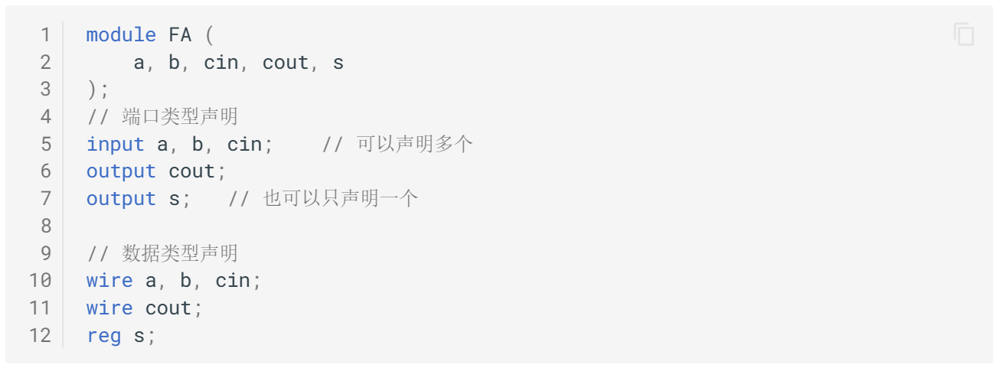 1 module FA (
2     a, b, cin, cout, s
3 );
4 // 端口类型声明
5 input a, b, cin;    // 可以声明多个
6 output cout;
7 output s;   // 也可以只声明一个
8
9 // 数据类型声明
10 wire a, b, cin;
11 wire cout;
12 reg s;